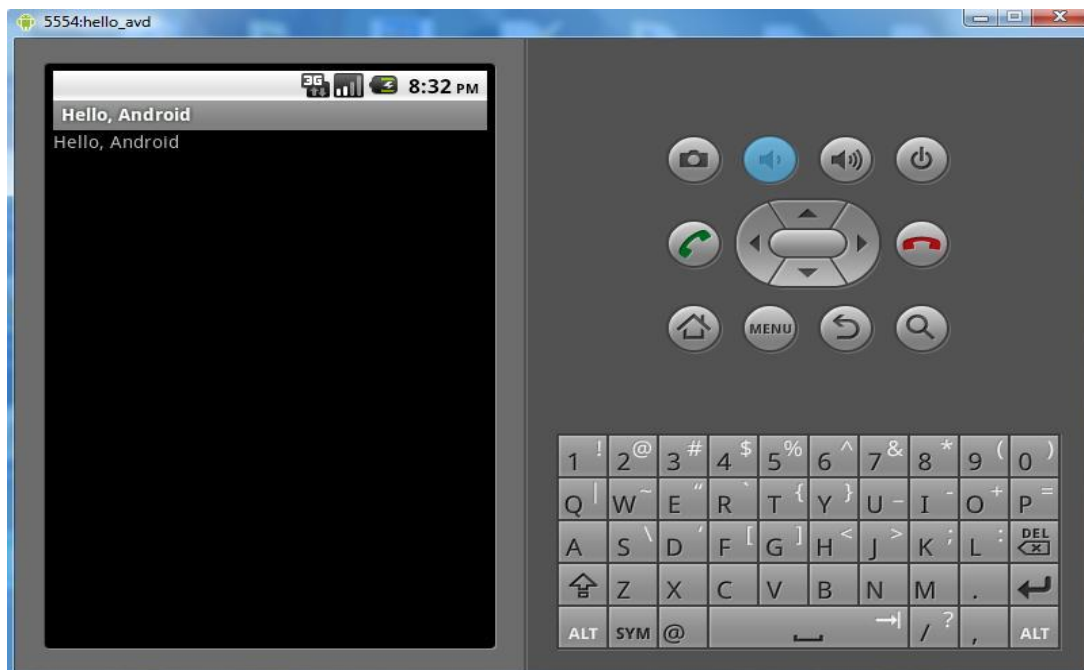 5554:hello_avd
3G 8:32 PM
Hello, Android
Hello, Android
MENU
1 ! 2 @ 3 # 4 $ 5 % 6 ^ 7 & 8 * 9 ( 0 )
Q | W ~ E " R ` T { Y } U _ I - O + P =
A S \ D ' F [ G ] H < J > K ; L : DEL
Z X C V B N M .
ALT SYM @ / ? , ALT